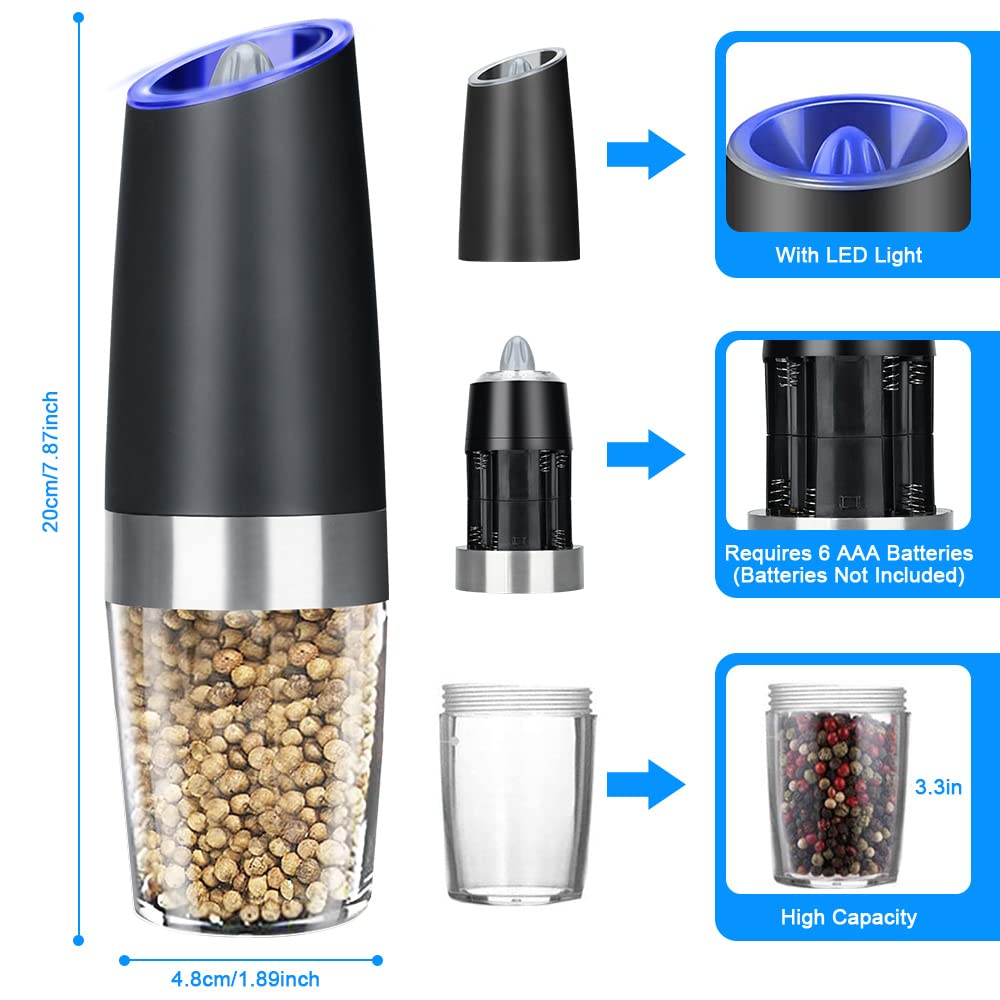 20cm/7.87inch
4.8cm/1.89inch
With LED Light
Requires 6 AAA Batteries
(Batteries Not Included)
3.3in
High Capacity